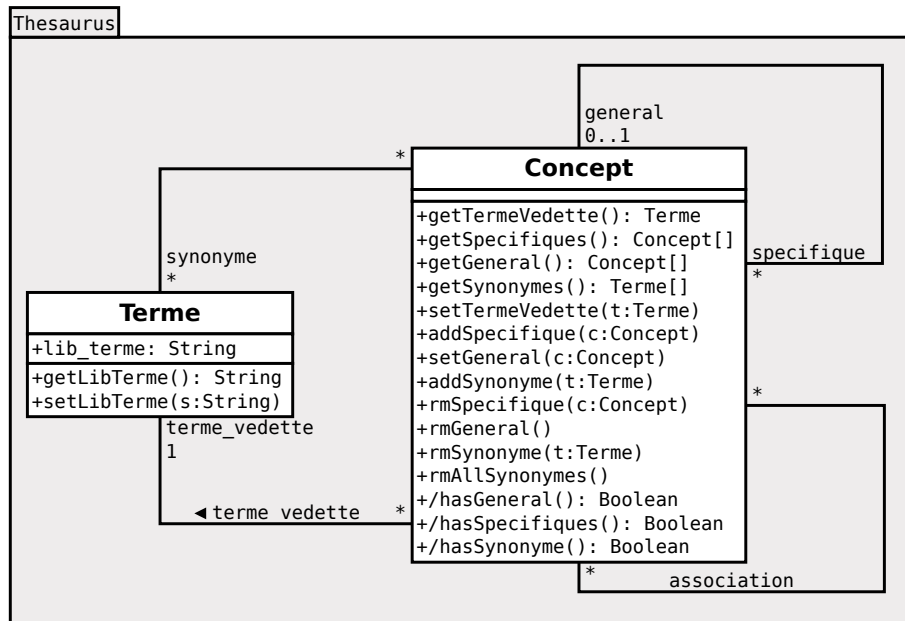 Thesaurus
general
0..1
*
Concept
+getTermeVedette(): Terme
+getSpecifiques(): Concept[]
+getGeneral(): Concept[]
+getSynonymes(): Terme[]
+setTermeVedette(t:Terme)
+addSpecifique(c:Concept)
+setGeneral(c:Concept)
+addSynonyme(t:Terme)
+rmSpecifique(c:Concept)
+rmGeneral()
+rmSynonyme(t:Terme)
+rmAllSynonymes()
+/hasGeneral(): Boolean
+/hasSpecifiques(): Boolean
+/hasSynonyme(): Boolean
specifique
*
synonyme
*
Terme
+lib_terme: String
+getLibTerme(): String
+setLibTerme(s:String)
terme_vedette
1
◄ terme vedette *
*
*
association